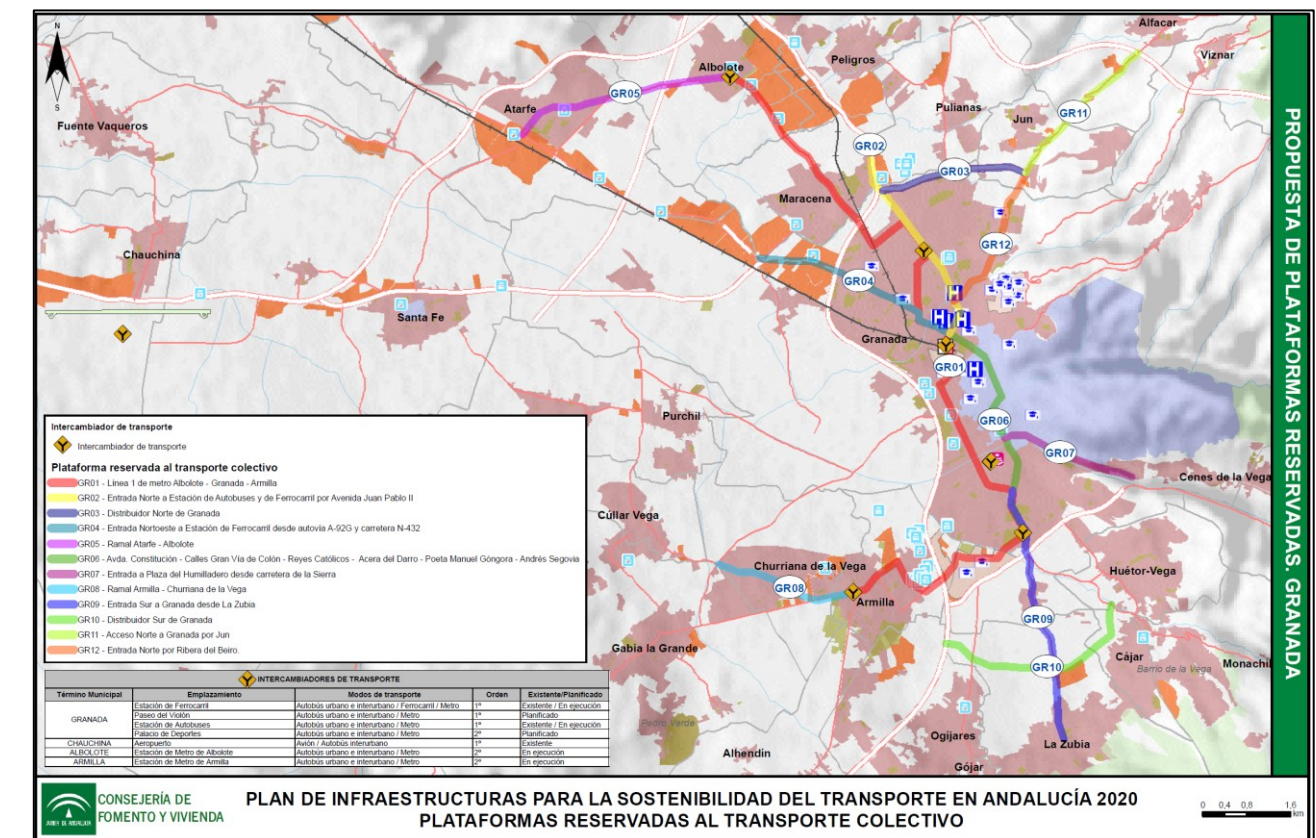 N
S
Alfacar
Viznar
Peligros
Albolote
GR05
Atarfe
Pulianas
Jun
GR11
Fuente Vaqueros
GR02
GR03
Maracena
GR12
Chauchina
GR04
Santa Fe
Granada
GR01
Purchil
GR06
GR07
Cenes de la Vega
Cúllar Vega
Churriana de la Vega
Huétor-Vega
GR08
Armilla
GR09
Gabia la Grande
GR10
Cájar
Barrio de la Vega
Monachil
Pedro Verde
Ogijares
Alhendín
La Zubia
Gójar
Intercambiador de transporte
Intercambiador de transporte
Plataforma reservada al transporte colectivo
GR01 - Línea 1 de metro Albolote - Granada - Armilla
GR02 - Entrada Norte a Estación de Autobuses y de Ferrocarril por Avenida Juan Pablo II
GR03 - Distribuidor Norte de Granada
GR04 - Entrada Nortoeste a Estación de Ferrocarril desde autovía A-92G y carretera N-432
GR05 - Ramal Atarfe - Albolote
GR06 - Avda. Constitución - Calles Gran Vía de Colón - Reyes Católicos - Acera del Darro - Poeta Manuel Góngora - Andrés Segovia
GR07 - Entrada a Plaza del Humilladero desde carretera de la Sierra
GR08 - Ramal Armilla - Churriana de la Vega
GR09 - Entrada Sur a Granada desde La Zubia
GR10 - Distribuidor Sur de Granada
GR11 - Acceso Norte a Granada por Jun
GR12 - Entrada Norte por Ribera del Beiro.
INTERCAMBIADORES DE TRANSPORTE
Término Municipal Emplazamiento Modos de transporte Orden Existente/Planificado
GRANADA Estación de Ferrocarril Autobús urbano e interurbano / Ferrocarril / Metro 1º Existente / En ejecución
Paseo del Violón Autobús urbano e interurbano / Metro 1º Planificado
Estación de Autobuses Autobús urbano e interurbano / Metro 1º Existente / En ejecución
Palacio de Deportes Autobús urbano e interurbano / Metro 2º Planificado
CHAUCHINA Aeropuerto Avión / Autobús interurbano 1º Existente
ALBOLOTE Estación de Metro de Albolote Autobús urbano e interurbano / Metro 2º En ejecución
ARMILLA Estación de Metro de Armilla Autobús urbano e interurbano / Metro 2º En ejecución
PROPUESTA DE PLATAFORMAS RESERVADAS. GRANADA
JUNTA DE ANDALUCIA
CONSEJERÍA DE
FOMENTO Y VIVIENDA
PLAN DE INFRAESTRUCTURAS PARA LA SOSTENIBILIDAD DEL TRANSPORTE EN ANDALUCÍA 2020
PLATAFORMAS RESERVADAS AL TRANSPORTE COLECTIVO
0 0,4 0,8 1,6
km